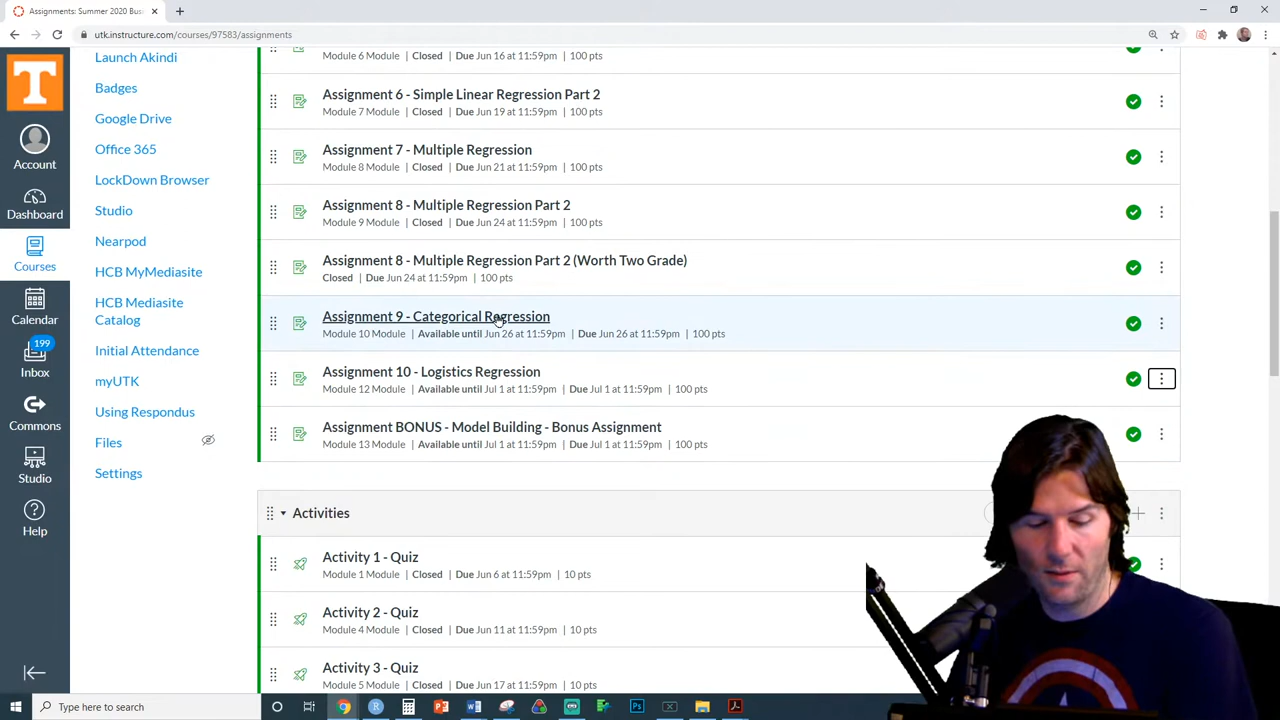 Assignments: Summer 2020 Busi
utk.instructure.com/courses/97583/assignments
T
Account
Dashboard
Courses
Calendar
199
Inbox
Commons
Studio
Help
Launch Akindi
Badges
Google Drive
Office 365
LockDown Browser
Studio
Nearpod
HCB MyMediasite
HCB Mediasite
Catalog
Initial Attendance
myUTK
Using Respondus
Files
Settings
Module 6 Module | Closed | Due Jun 16 at 11:59pm | 100 pts
Assignment 6 - Simple Linear Regression Part 2
Module 7 Module | Closed | Due Jun 19 at 11:59pm | 100 pts
Assignment 7 - Multiple Regression
Module 8 Module | Closed | Due Jun 21 at 11:59pm | 100 pts
Assignment 8 - Multiple Regression Part 2
Module 9 Module | Closed | Due Jun 24 at 11:59pm | 100 pts
Assignment 8 - Multiple Regression Part 2 (Worth Two Grade)
Closed | Due Jun 24 at 11:59pm | 100 pts
Assignment 9 - Categorical Regression
Module 10 Module | Available until Jun 26 at 11:59pm | Due Jun 26 at 11:59pm | 100 pts
Assignment 10 - Logistics Regression
Module 12 Module | Available until Jul 1 at 11:59pm | Due Jul 1 at 11:59pm | 100 pts
Assignment BONUS - Model Building - Bonus Assignment
Module 13 Module | Available until Jul 1 at 11:59pm | Due Jul 1 at 11:59pm | 100 pts
Activities
Activity 1 - Quiz
Module 1 Module | Closed | Due Jun 6 at 11:59pm | 10 pts
Activity 2 - Quiz
Module 4 Module | Closed | Due Jun 11 at 11:59pm | 10 pts
Activity 3 - Quiz
Module 5 Module | Closed | Due Jun 17 at 11:59pm | 10 pts
Type here to search